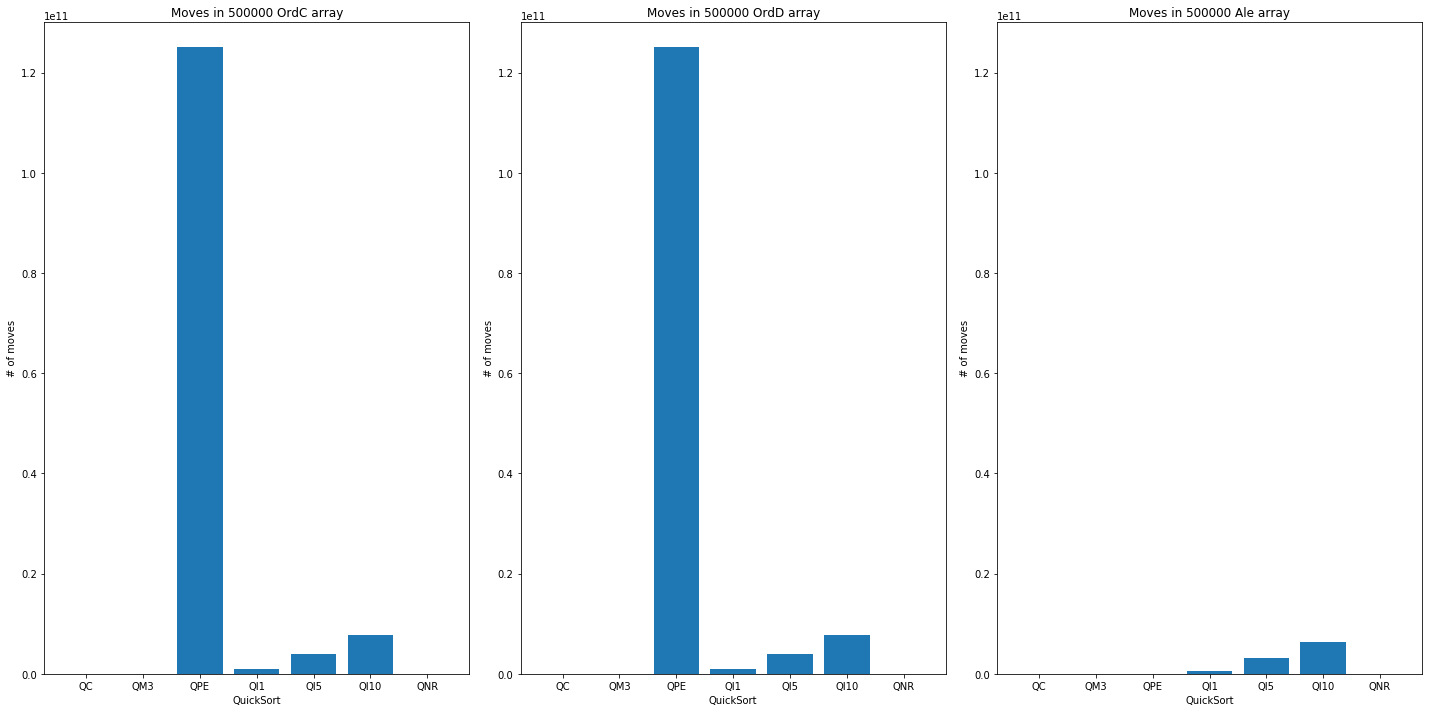 Moves in 500000 OrdC array
1e11
1.2
1.0
0.8
0.6
0.4
0.2
0.0
# of moves
QC QM3 QPE QI1 QI5 QI10 QNR
QuickSort
Moves in 500000 OrdD array
1e11
1.2
1.0
0.8
0.6
0.4
0.2
0.0
# of moves
QC QM3 QPE QI1 QI5 QI10 QNR
QuickSort
Moves in 500000 Ale array
1e11
1.2
1.0
0.8
0.6
0.4
0.2
0.0
# of moves
QC QM3 QPE QI1 QI5 QI10 QNR
QuickSort